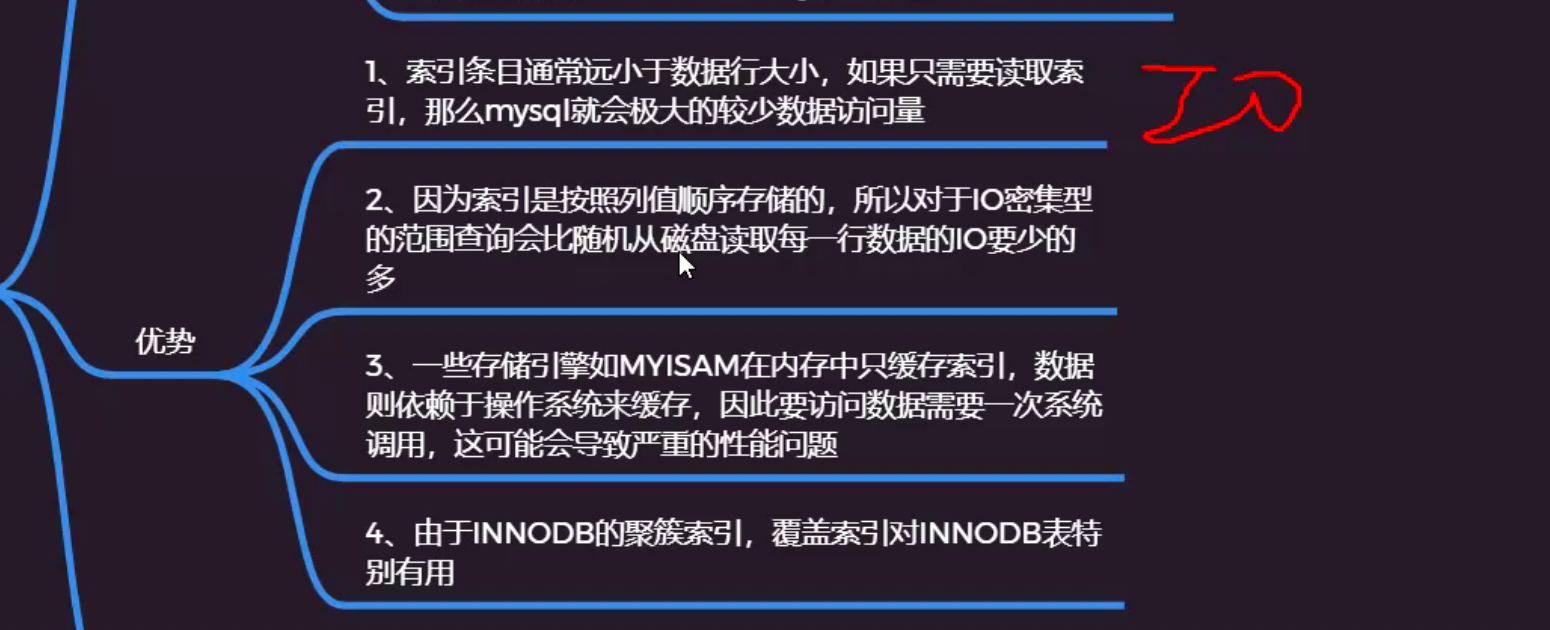 1、索引条目通常远小于数据行大小，如果只需要读取索
引，那么mysql就会极大的较少数据访问量
IO
2、因为索引是按照列值顺序存储的，所以对于IO密集型
的范围查询会比随机从磁盘读取每一行数据的IO要少的
多
优势
3、一些存储引擎如MYISAM在内存中只缓存索引，数据
则依赖于操作系统来缓存，因此要访问数据需要一次系统
调用，这可能会导致严重的性能问题
4、由于INNODB的聚簇索引，覆盖索引对INNODB表特
别有用